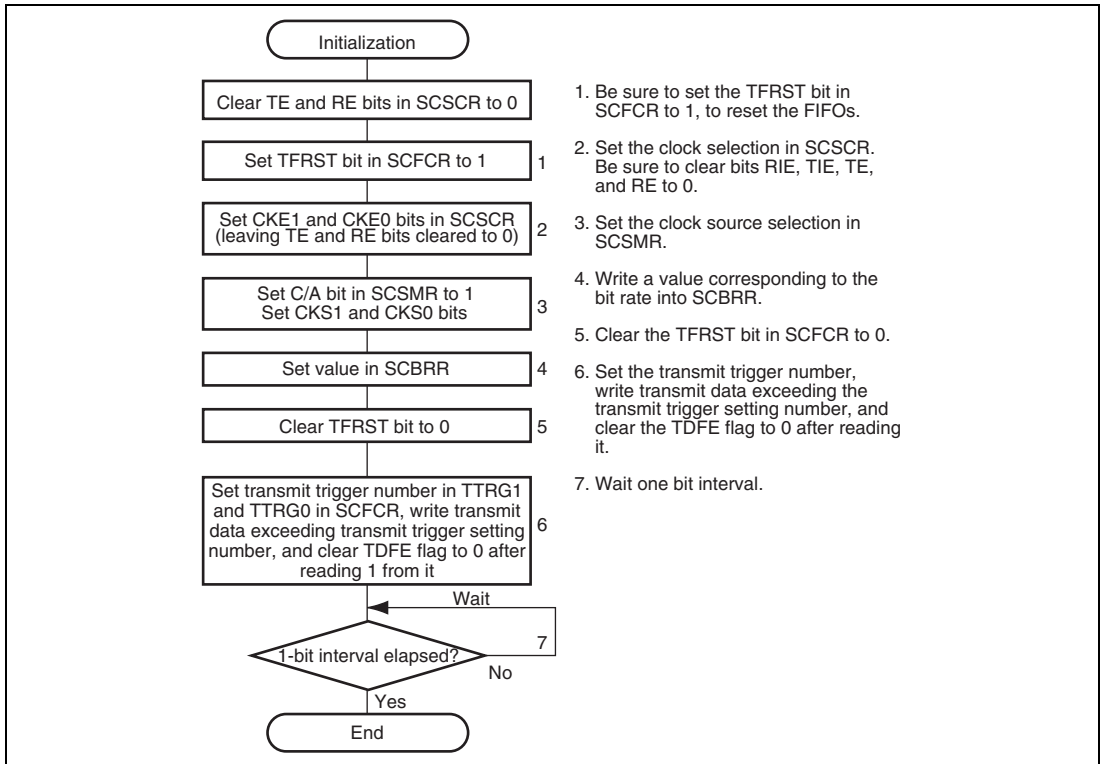 Initialization
Clear TE and RE bits in SCSCR to 0
Set TFRST bit in SCFCR to 1
1
Set CKE1 and CKE0 bits in SCSCR
(leaving TE and RE bits cleared to 0)
2
Set C/A bit in SCSMR to 1
Set CKS1 and CKS0 bits
3
Set value in SCBRR
4
Clear TFRST bit to 0
5
Set transmit trigger number in TTRG1
and TTRG0 in SCFCR, write transmit
data exceeding transmit trigger setting
number, and clear TDFE flag to 0 after
reading 1 from it
6
Wait
1-bit interval elapsed?
7
No
Yes
End
1. Be sure to set the TFRST bit in
SCFCR to 1, to reset the FIFOs.
2. Set the clock selection in SCSCR.
Be sure to clear bits RIE, TIE, TE,
and RE to 0.
3. Set the clock source selection in
SCSMR.
4. Write a value corresponding to the
bit rate into SCBRR.
5. Clear the TFRST bit in SCFCR to 0.
6. Set the transmit trigger number,
write transmit data exceeding the
transmit trigger setting number, and
clear the TDFE flag to 0 after reading
it.
7. Wait one bit interval.